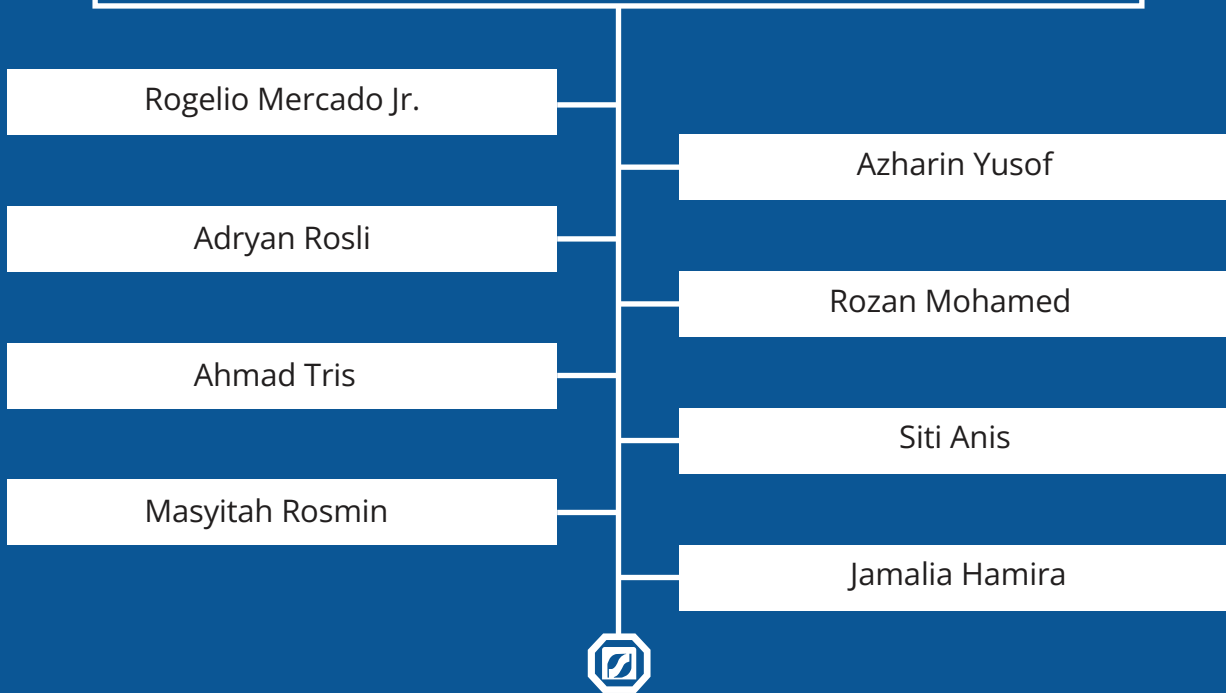 Rogelio Mercado Jr.
Azharin Yusof
Adryan Rosli
Rozan Mohamed
Ahmad Tris
Siti Anis
Masyitah Rosmin
Jamalia Hamira